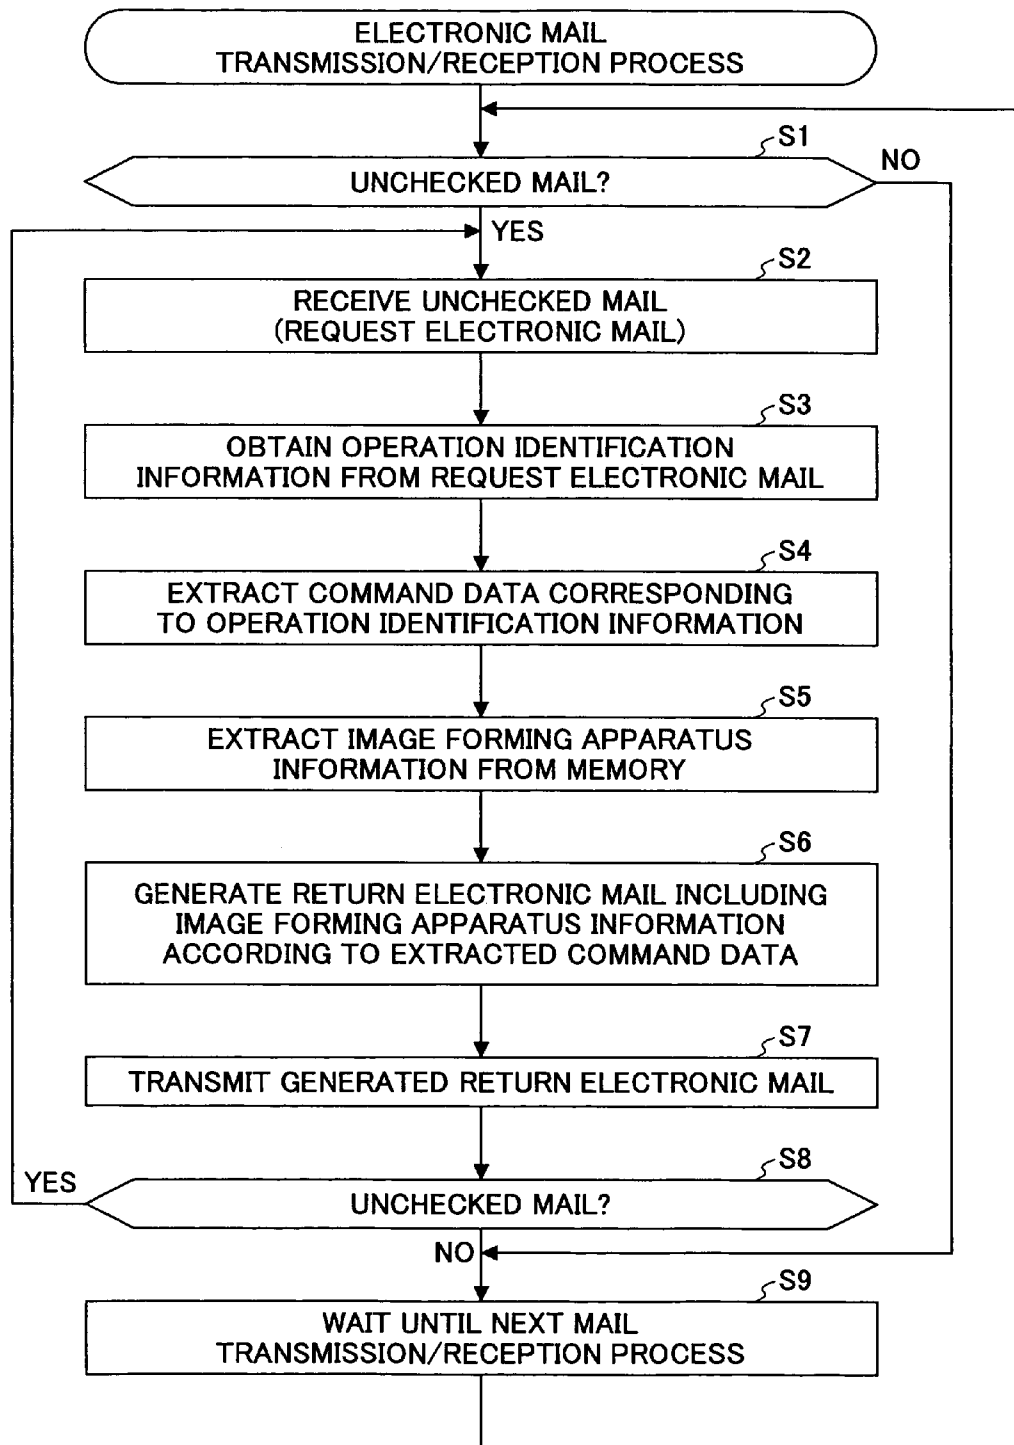 ELECTRONIC MAIL
TRANSMISSION/RECEPTION PROCESS
S1
NO
UNCHECKED MAIL?
YES
S2
RECEIVE UNCHECKED MAIL
(REQUEST ELECTRONIC MAIL)
S3
OBTAIN OPERATION IDENTIFICATION
INFORMATION FROM REQUEST ELECTRONIC MAIL
S4
EXTRACT COMMAND DATA CORRESPONDING
TO OPERATION IDENTIFICATION INFORMATION
S5
EXTRACT IMAGE FORMING APPARATUS
INFORMATION FROM MEMORY
S6
GENERATE RETURN ELECTRONIC MAIL INCLUDING
IMAGE FORMING APPARATUS INFORMATION
ACCORDING TO EXTRACTED COMMAND DATA
S7
TRANSMIT GENERATED RETURN ELECTRONIC MAIL
S8
YES
UNCHECKED MAIL?
NO
S9
WAIT UNTIL NEXT MAIL
TRANSMISSION/RECEPTION PROCESS